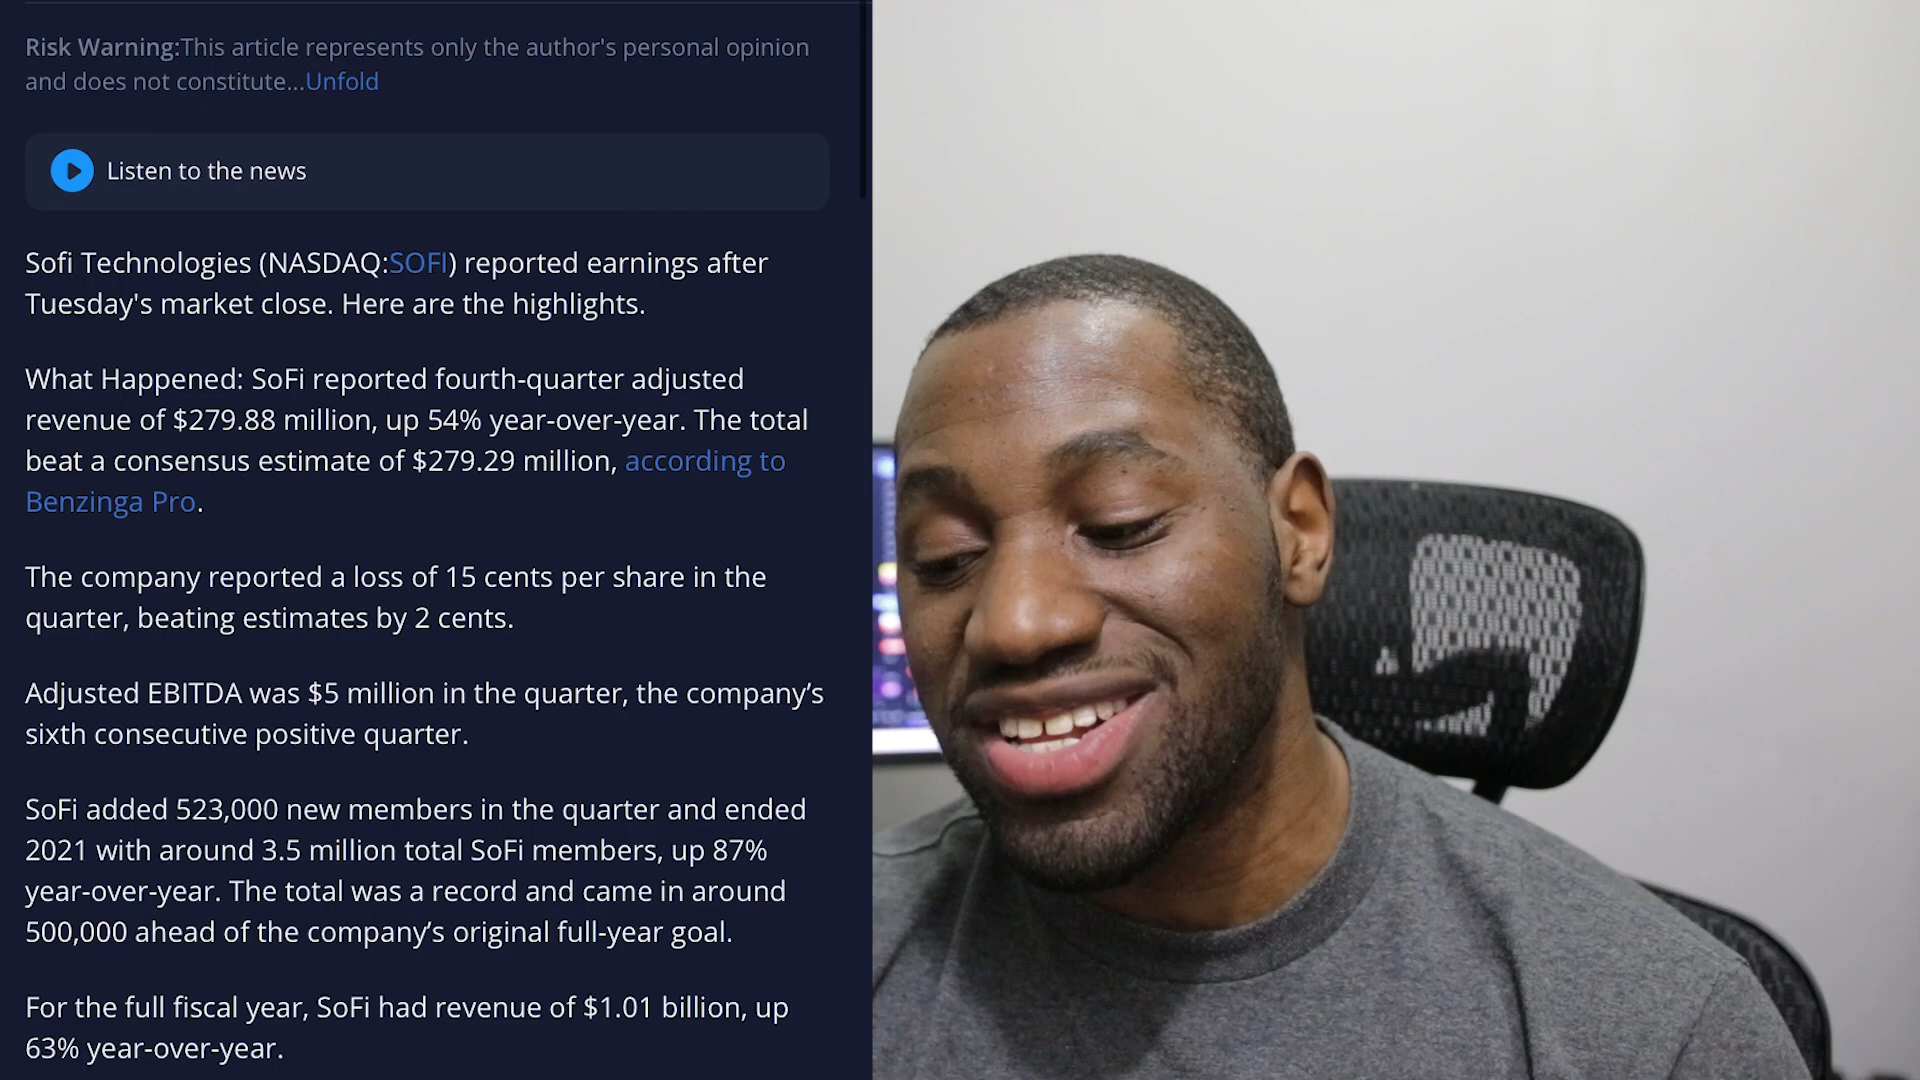 Risk Warning:This article represents only the author's personal opinion
and does not constitute...Unfold
Listen to the news
Sofi Technologies (NASDAQ:SOFI) reported earnings after
Tuesday's market close. Here are the highlights.
What Happened: SoFi reported fourth-quarter adjusted
revenue of $279.88 million, up 54% year-over-year. The total
beat a consensus estimate of $279.29 million, according to
Benzinga Pro.
The company reported a loss of 15 cents per share in the
quarter, beating estimates by 2 cents.
Adjusted EBITDA was $5 million in the quarter, the company’s
sixth consecutive positive quarter.
SoFi added 523,000 new members in the quarter and ended
2021 with around 3.5 million total SoFi members, up 87%
year-over-year. The total was a record and came in around
500,000 ahead of the company’s original full-year goal.
For the full fiscal year, SoFi had revenue of $1.01 billion, up
63% year-over-year.